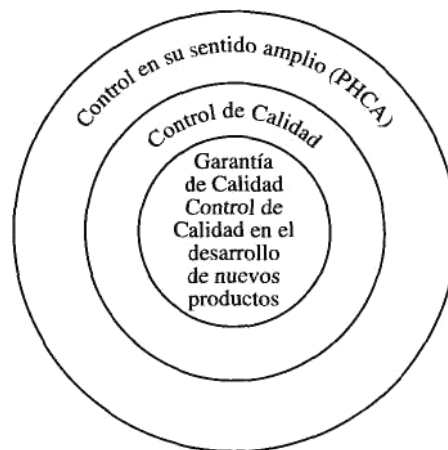 Control en su sentido amplio (PHCA)
Control de Calidad
Garantía
de Calidad
Control de
Calidad en el
desarrollo
de nuevos
productos